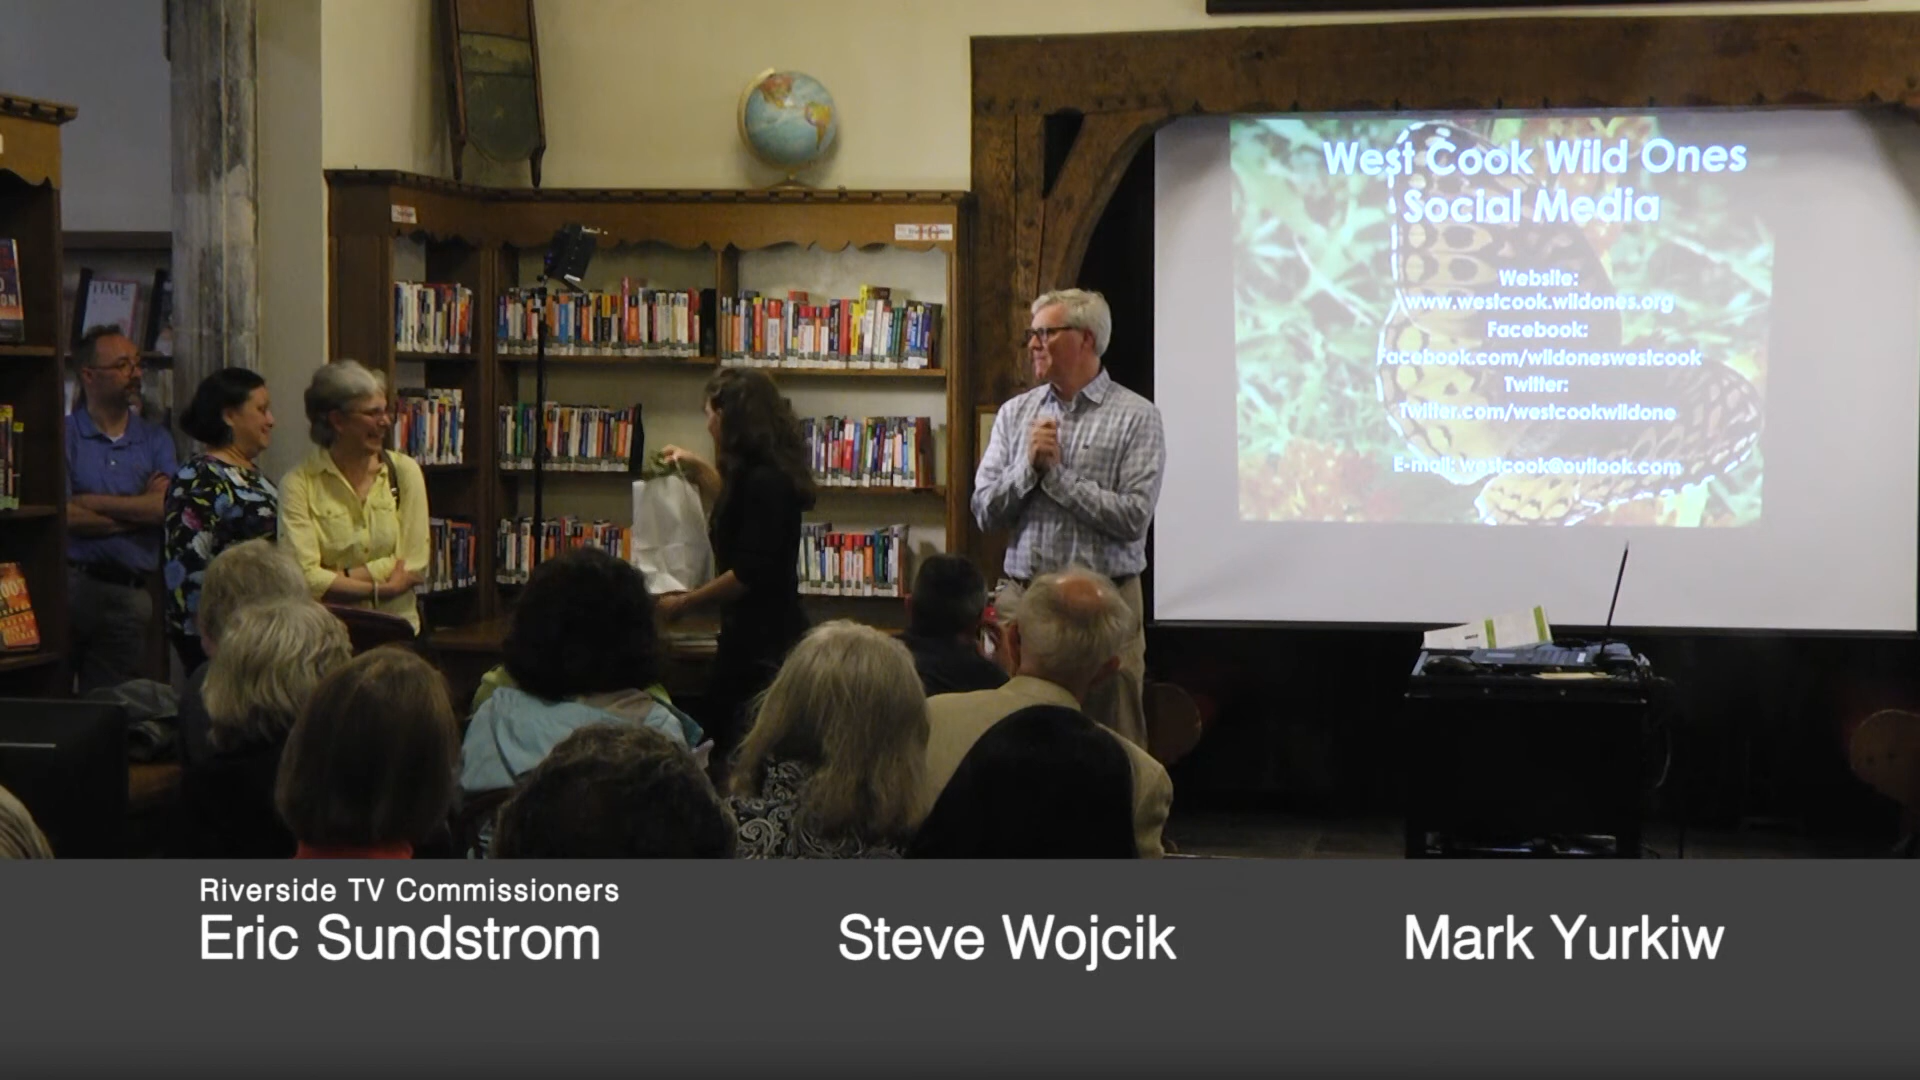 West Cook Wild Ones
Social Media
Website:
www.westcook.wildones.org
Facebook:
Facebook.com/wildoneswestcook
Twitter:
Twitter.com/westcookwildone
E-mail: westcook@outlook.com
TIME
Riverside TV Commissioners
Eric Sundstrom
Steve Wojcik
Mark Yurkiw